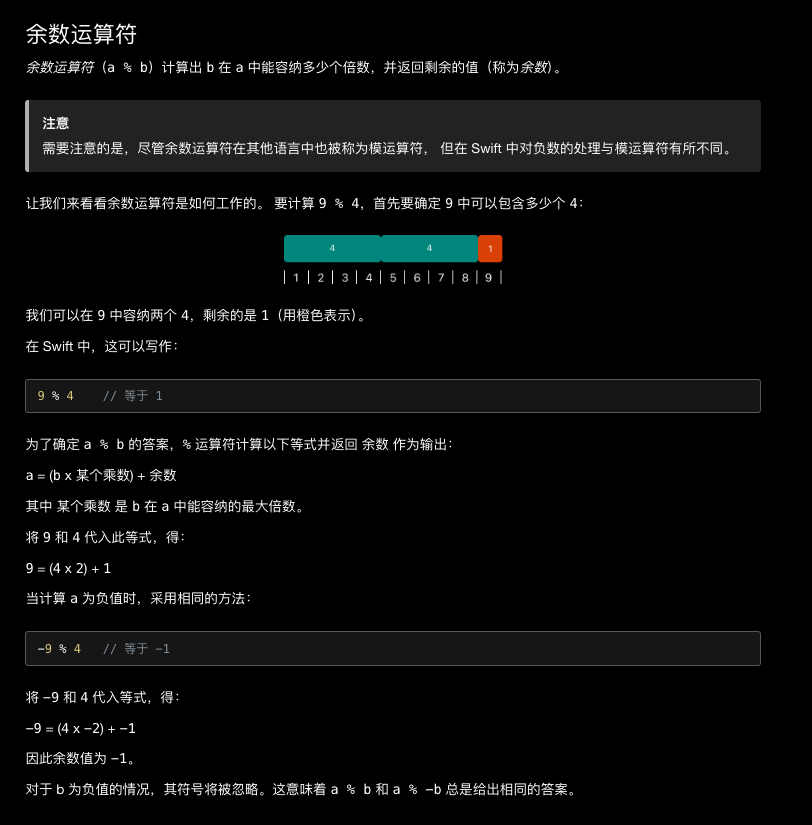 余数运算符
余数运算符（a % b）计算出 b 在 a 中能容纳多少个倍数，并返回剩余的值（称为余数）。
注意
需要注意的是，尽管余数运算符在其他语言中也被称为模运算符， 但在 Swift 中对负数的处理与模运算符有所不同。
让我们来看看余数运算符是如何工作的。 要计算 9 % 4，首先要确定 9 中可以包含多少个 4：
4 4 1
| 1 | 2 | 3 | 4 | 5 | 6 | 7 | 8 | 9 |
我们可以在 9 中容纳两个 4，剩余的是 1（用橙色表示）。
在 Swift 中，这可以写作：
9 % 4    // 等于 1
为了确定 a % b 的答案，% 运算符计算以下等式并返回 余数 作为输出：
a = (b x 某个乘数) + 余数
其中 某个乘数 是 b 在 a 中能容纳的最大倍数。
将 9 和 4 代入此等式，得：
9 = (4 x 2) + 1
当计算 a 为负值时，采用相同的方法：
−9 % 4   // 等于 −1
将 −9 和 4 代入等式，得：
−9 = (4 x −2) + −1
因此余数值为 −1。
对于 b 为负值的情况，其符号将被忽略。这意味着 a % b 和 a % −b 总是给出相同的答案。